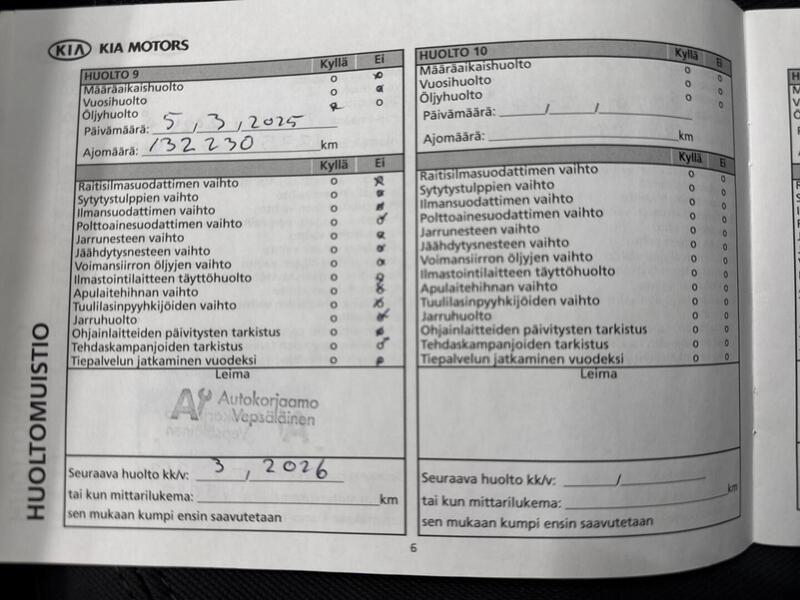 KIA KIA MOTORS
HUOLTO 9 Kyllä Ei
Määräaikaishuolto
Vuosihuolto
Öljyhuolto
Päivämäärä: 5 / 3 / 2025
Ajomäärä: 132 230 km
Kyllä Ei
Raitisilmasuodattimen vaihto
Sytytystulppien vaihto
Ilmansuodattimen vaihto
Polttoainesuodattimen vaihto
Jarrunesteen vaihto
Jäähdytysnesteen vaihto
Voimansiirron öljyjen vaihto
Ilmastointilaitteen täyttöhuolto
Apulaitehihnan vaihto
Tuulilasinpyyhkijöiden vaihto
Jarruhuolto
Ohjainlaitteiden päivitysten tarkistus
Tehdaskampanjoiden tarkistus
Tiepalvelun jatkaminen vuodeksi
Leima
Autokorjaamo
Vepsäläinen
Seuraava huolto kk/v: 3 / 2026
tai kun mittarilukema: km
sen mukaan kumpi ensin saavutetaan
HUOLTOMUISTIO
HUOLTO 10 Kyllä Ei
Määräaikaishuolto
Vuosihuolto
Öljyhuolto
Päivämäärä: / /
Ajomäärä: km
Kyllä Ei
Raitisilmasuodattimen vaihto
Sytytystulppien vaihto
Ilmansuodattimen vaihto
Polttoainesuodattimen vaihto
Jarrunesteen vaihto
Jäähdytysnesteen vaihto
Voimansiirron öljyjen vaihto
Ilmastointilaitteen täyttöhuolto
Apulaitehihnan vaihto
Tuulilasinpyyhkijöiden vaihto
Jarruhuolto
Ohjainlaitteiden päivitysten tarkistus
Tehdaskampanjoiden tarkistus
Tiepalvelun jatkaminen vuodeksi
Leima
Seuraava huolto kk/v: /
tai kun mittarilukema: km
sen mukaan kumpi ensin saavutetaan
6